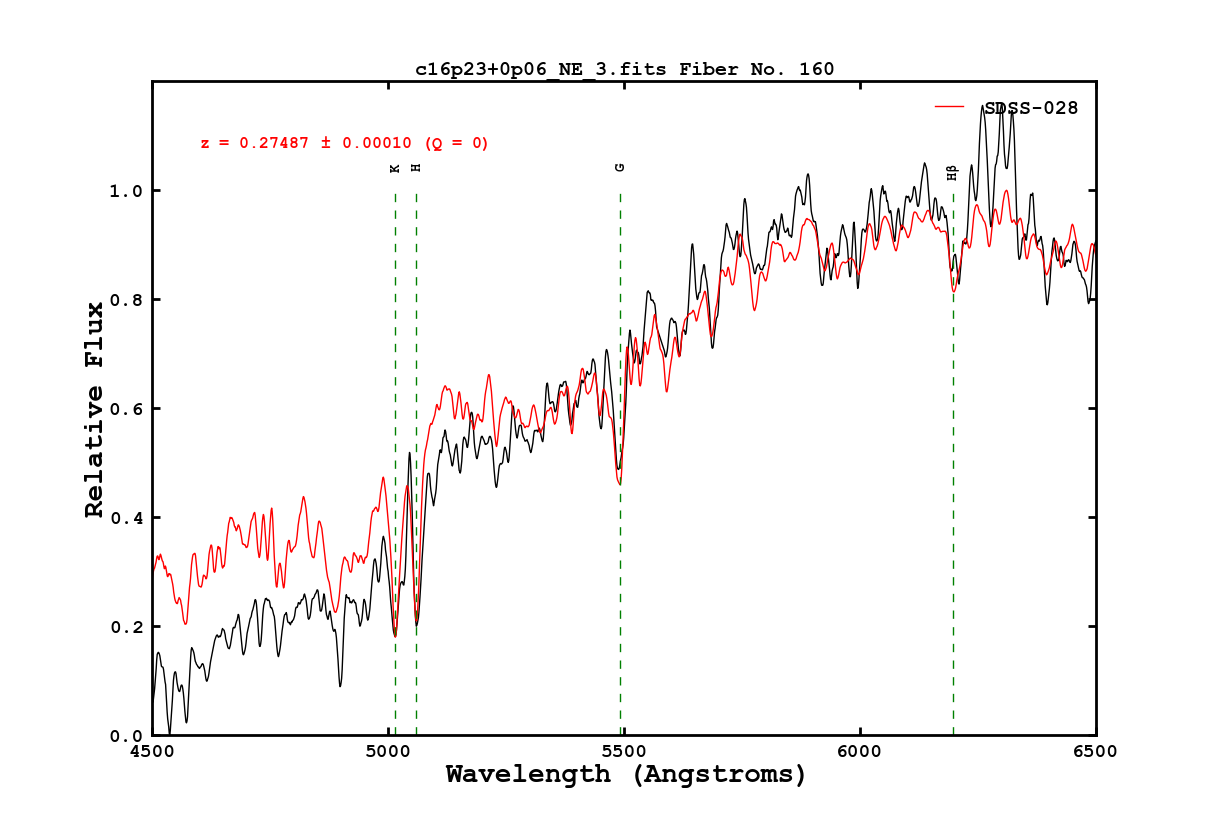 c16p23+0p06_NE_3.fits Fiber No. 160
SDSS-028
z = 0.27487 ± 0.00010 (Q = 0)
K
H
G
Hβ
1.0
0.8
0.6
0.4
0.2
0.0
Relative Flux
4500
5000
5500
6000
6500
Wavelength (Angstroms)